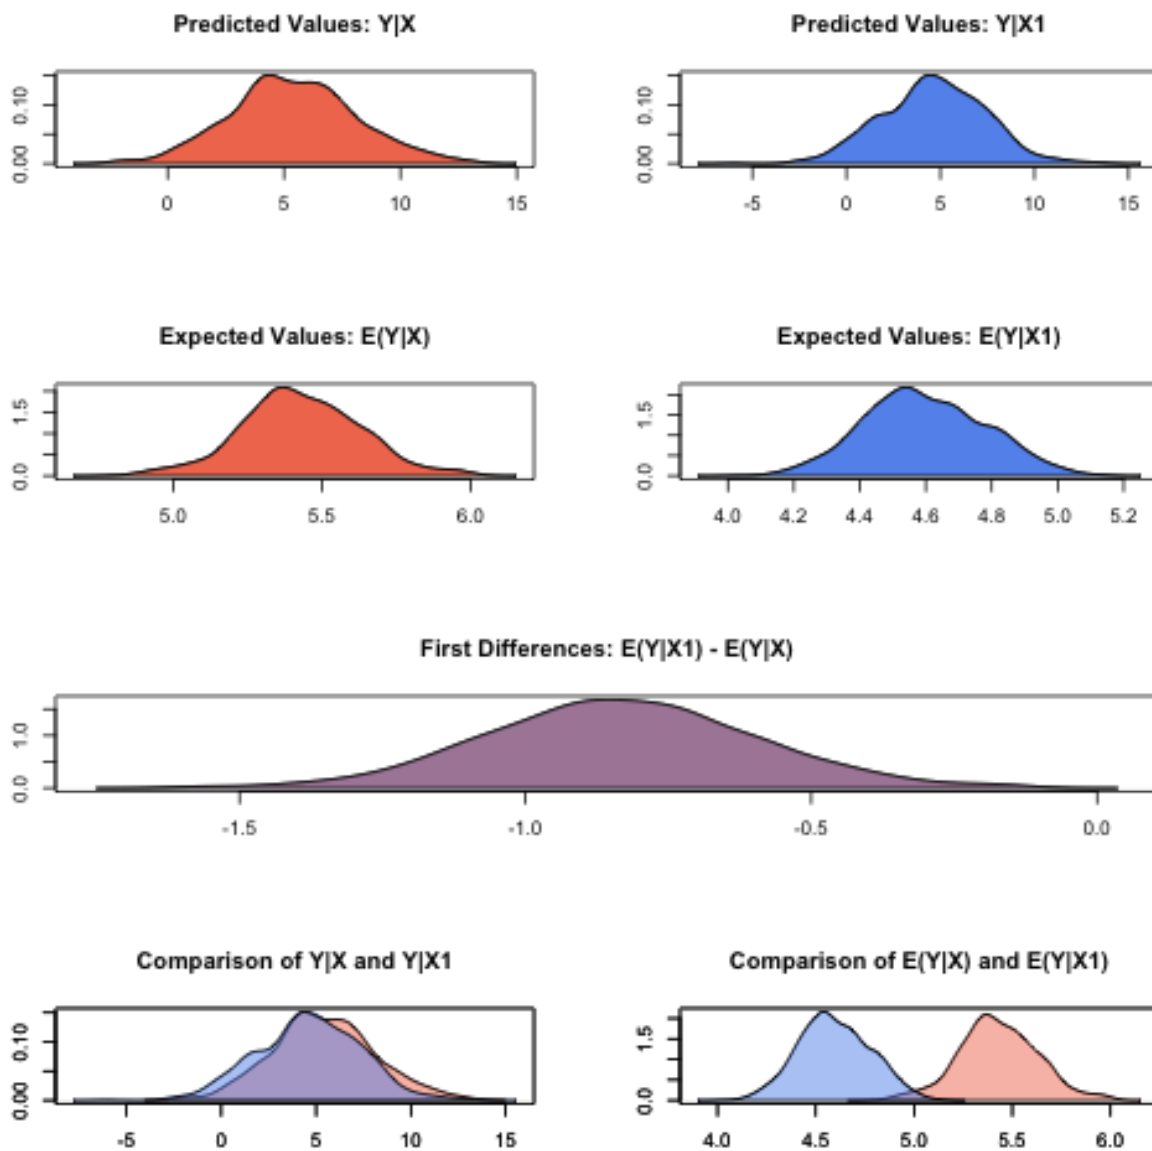 Predicted Values: Y|X
0.00 0.10
0 5 10 15
Predicted Values: Y|X1
0.00 0.10
-5 0 5 10 15
Expected Values: E(Y|X)
0.0 1.5
5.0 5.5 6.0
Expected Values: E(Y|X1)
0.0 1.5
4.0 4.2 4.4 4.6 4.8 5.0 5.2
First Differences: E(Y|X1) - E(Y|X)
0.0 1.0
-1.5 -1.0 -0.5 0.0
Comparison of Y|X and Y|X1
0.00 0.10
-5 0 5 10 15
Comparison of E(Y|X) and E(Y|X1)
0.0 1.5
4.0 4.5 5.0 5.5 6.0